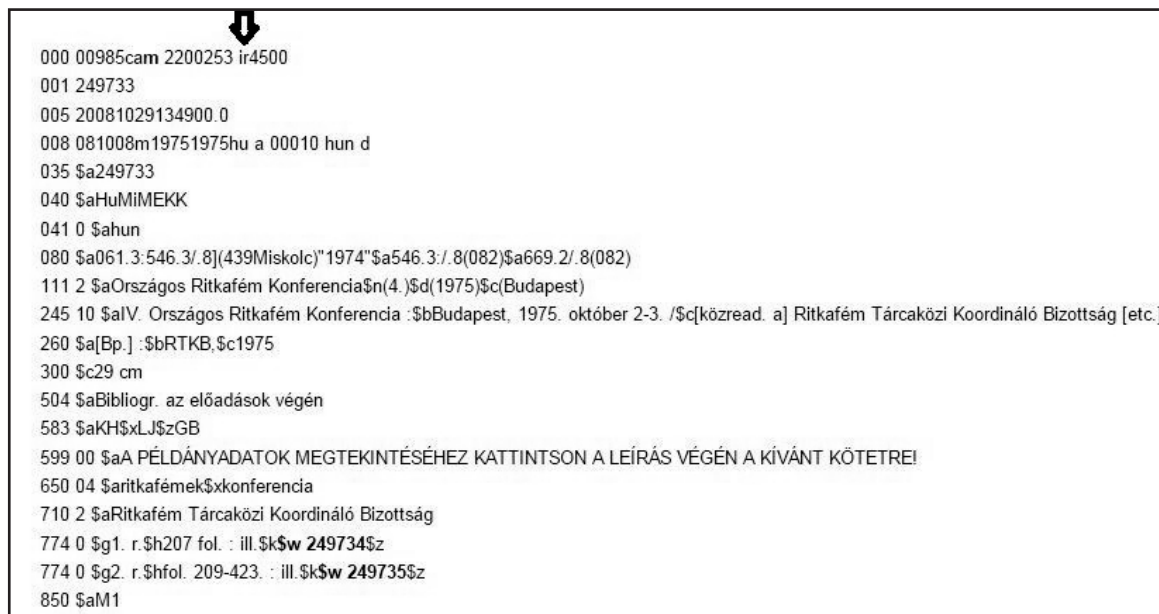 000 00985cam 2200253 ir4500
001 249733
005 20081029134900.0
008 081008m19751975hu a 00010 hun d
035 $a249733
040 $aHuMiMEKK
041 0 $ahun
080 $a061.3:546.3/.8](439Miskolc)"1974"$a546.3:/.8(082)$a669.2/.8(082)
111 2 $aOrszágos Ritkafém Konferencia$n(4.)$d(1975)$c(Budapest)
245 10 $aIV. Országos Ritkafém Konferencia :$bBudapest, 1975. október 2-3. /$c[közread. a] Ritkafém Tárcaközi Koordináló Bizottság [etc.]
260 $a[Bp.] :$bRTKB,$c1975
300 $c29 cm
504 $aBibliogr. az előadások végén
583 $aKH$xLJ$zGB
599 00 $aA PÉLDÁNYADATOK MEGTEKINTÉSÉHEZ KATTINTSON A LEÍRÁS VÉGÉN A KÍVÁNT KÖTETRE!
650 04 $aritkafémek$xkonferencia
710 2 $aRitkafém Tárcaközi Koordináló Bizottság
774 0 $g1. r.$h207 fol. : ill.$k$w 249734$z
774 0 $g2. r.$hfol. 209-423. : ill.$k$w 249735$z
850 $aM1